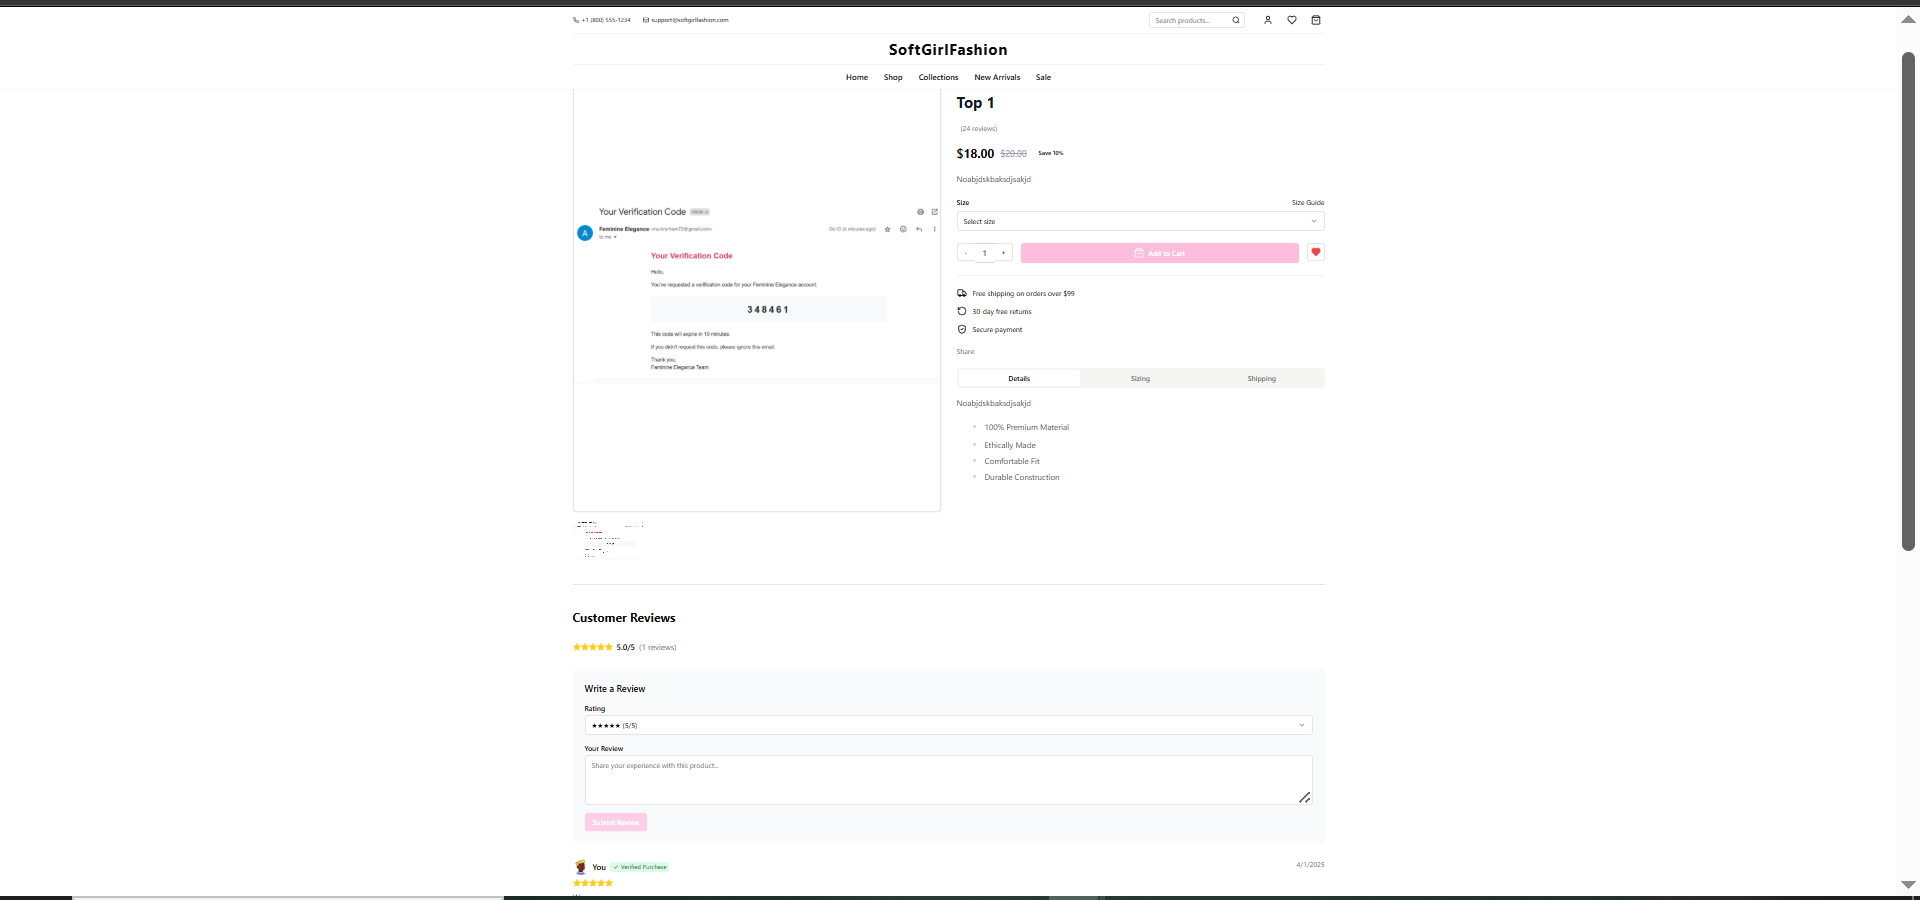 +1 (800) 555-1234 support@softgirlfashion.com Search products...
SoftGirlFashion
Home Shop Collections New Arrivals Sale
Top 1
(24 reviews)
$18.00 $20.00 Save 10%
Noabjdskbaksdjsakjd
Size Size Guide
Select size
- 1 + Add to Cart
Free shipping on orders over $99
30-day free returns
Secure payment
Share:
Details Sizing Shipping
Noabjdskbaksdjsakjd
100% Premium Material
Ethically Made
Comfortable Fit
Durable Construction
Your Verification Code
A Feminine Elegance
to me
Your Verification Code
Hello,
You've requested a verification code for your Feminine Elegance account.
348461
This code will expire in 10 minutes.
If you didn't request this code, please ignore this email.
Thank you,
Feminine Elegance Team
Customer Reviews
★★★★★ 5.0/5 (1 reviews)
Write a Review
Rating
★★★★★ (5/5)
Your Review
Share your experience with this product...
Submit Review
You ✓ Verified Purchase 4/1/2025